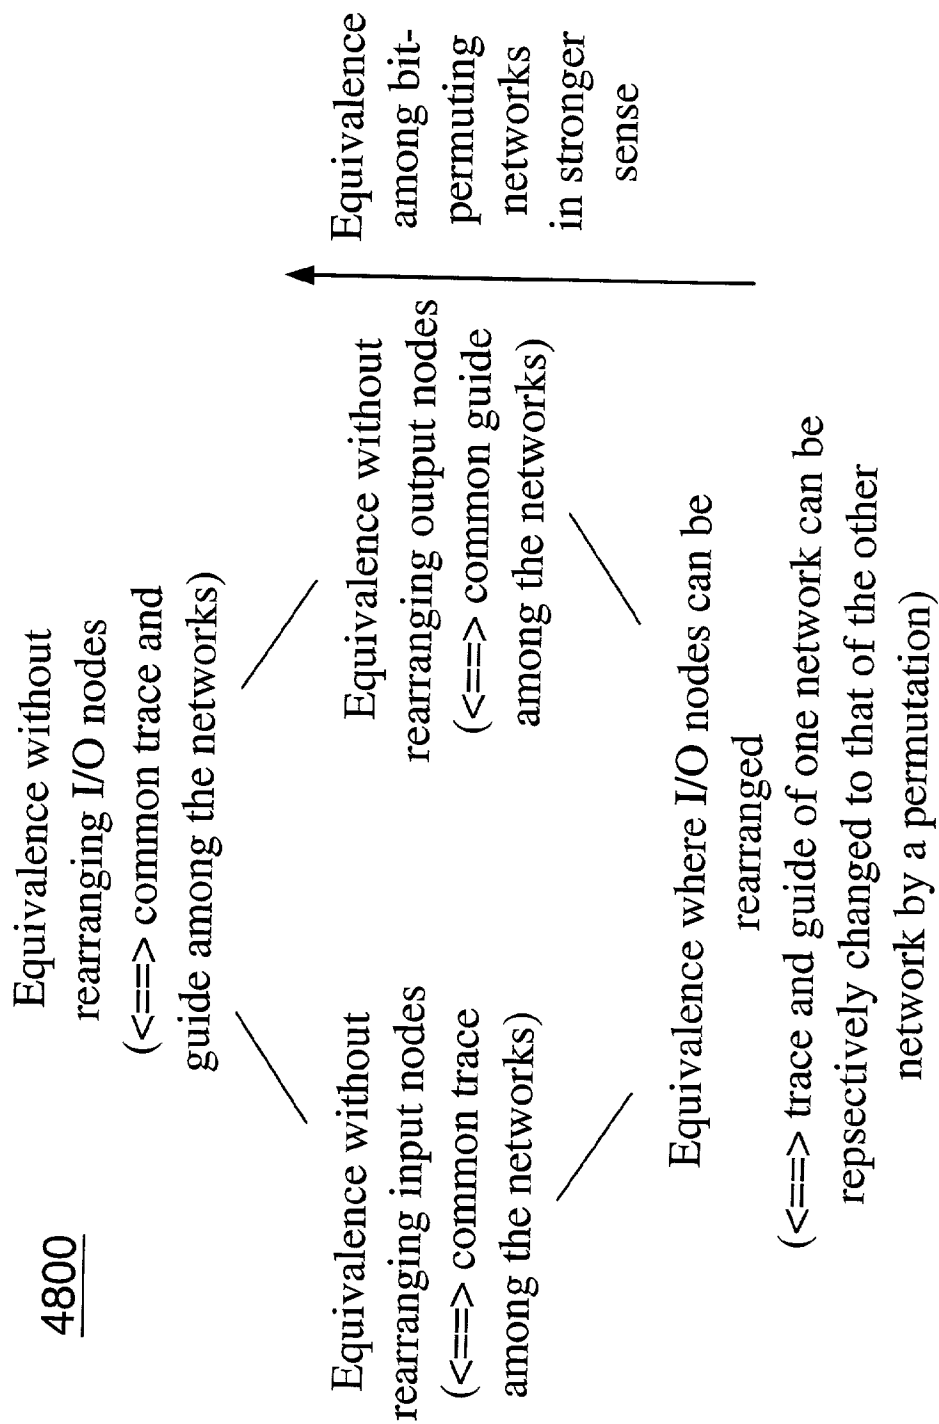 4800
Equivalence without
rearranging I/O nodes
(<==> common trace and
guide among the networks)
Equivalence without
rearranging input nodes
(<==> common trace
among the networks)
Equivalence without
rearranging output nodes
(<==> common guide
among the networks)
Equivalence
among bit-
permuting
networks
in stronger
sense
Equivalence where I/O nodes can be
rearranged
(<==> trace and guide of one network can be
repsectively changed to that of the other
network by a permutation)